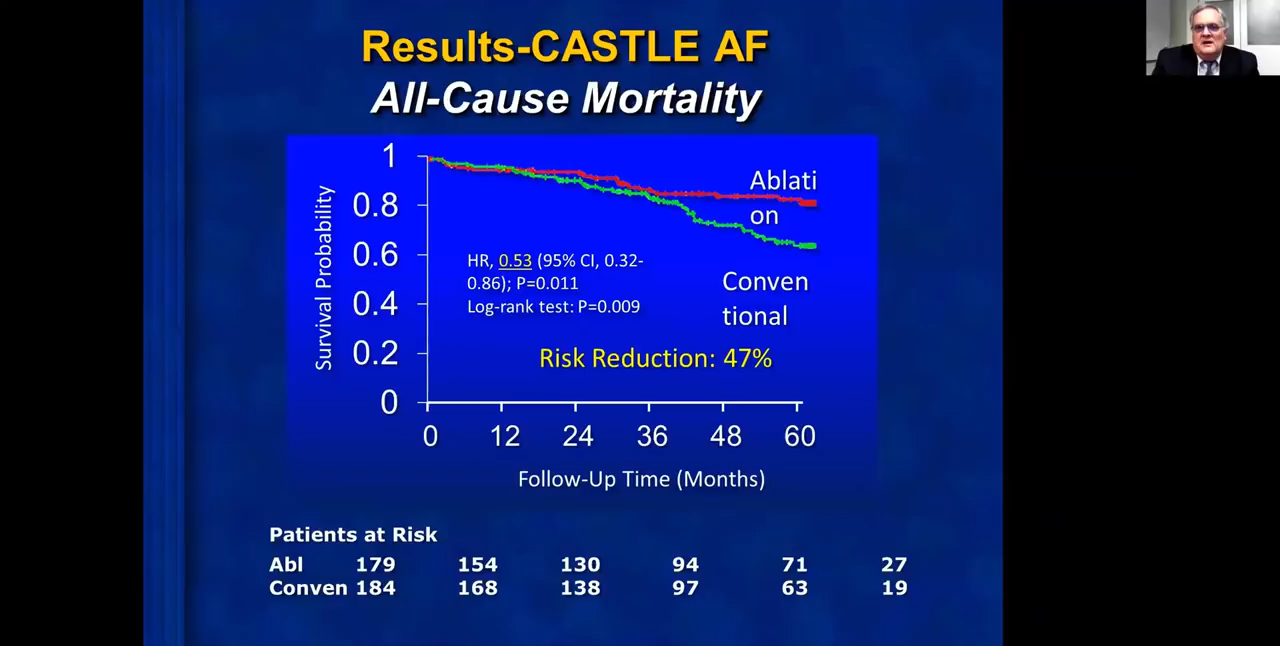 Results-CASTLE AF
All-Cause Mortality
Survival Probability
1
0.8
0.6
0.4
0.2
0
Ablati
on
HR, 0.53 (95% CI, 0.32-
0.86); P=0.011
Log-rank test: P=0.009
Conven
tional
Risk Reduction: 47%
0 12 24 36 48 60
Follow-Up Time (Months)
Patients at Risk
Abl 179 154 130 94 71 27
Conven 184 168 138 97 63 19